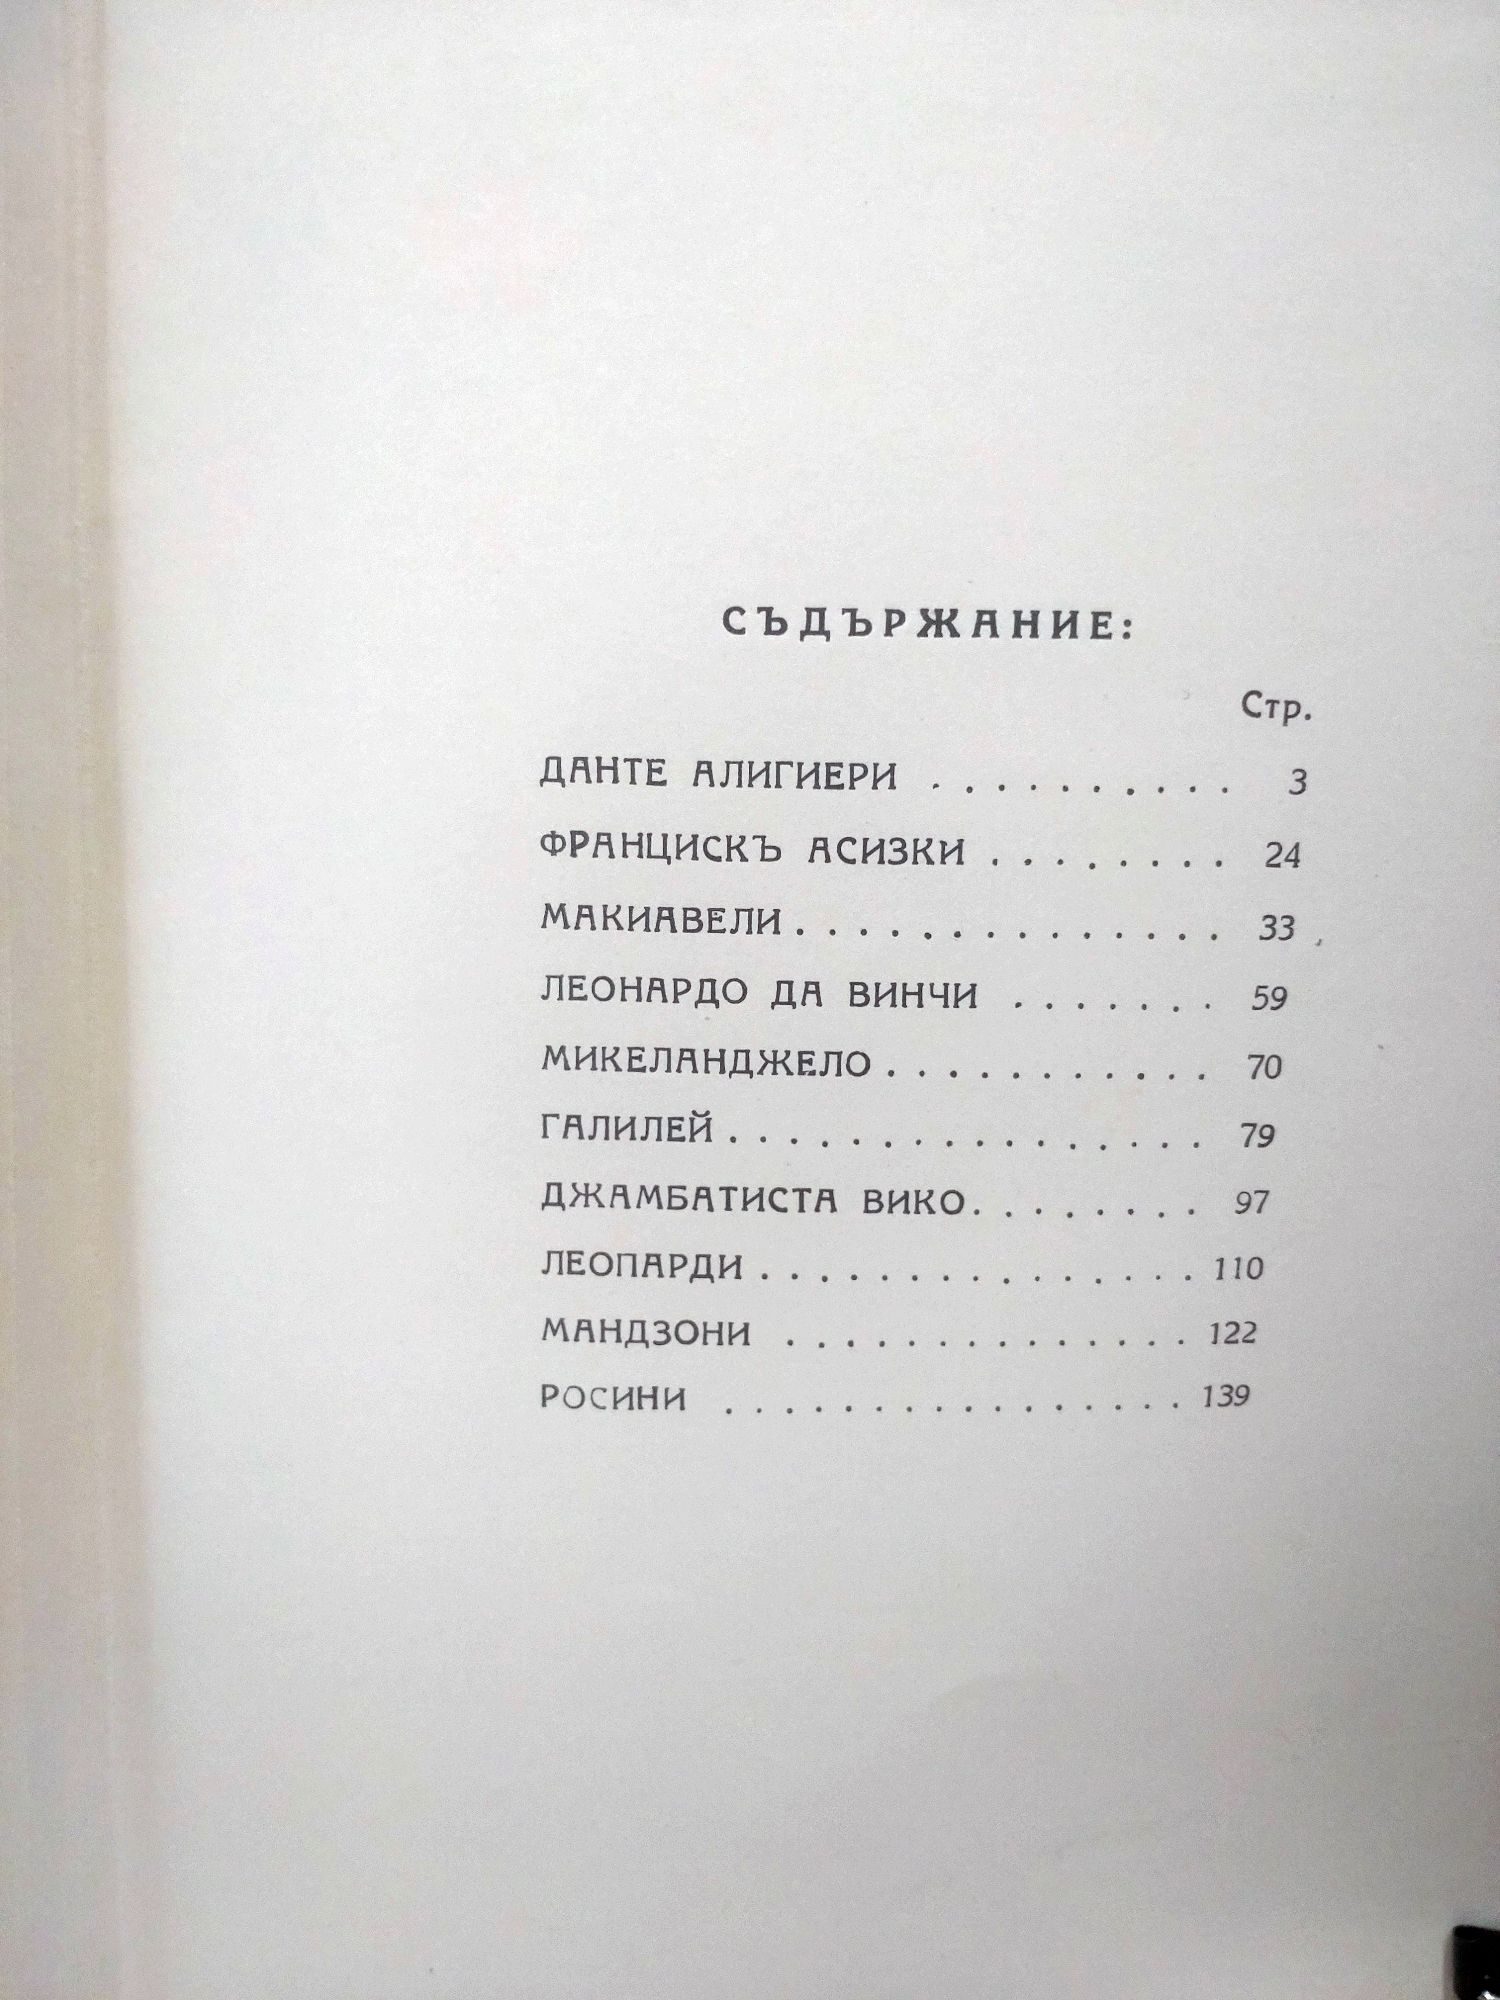 СЪДЪРЖАНИЕ:
Стр.
ДАНТЕ АЛИГИЕРИ . . . . . . . . . . 3
ФРАНЦИСКЪ АСИЗКИ . . . . . . . . 24
МАКИАВЕЛИ . . . . . . . . . . . . . . 33
ЛЕОНАРДО ДА ВИНЧИ . . . . . . . 59
МИКЕЛАНДЖЕЛО . . . . . . . . . . . 70
ГАЛИЛЕЙ . . . . . . . . . . . . . . . . 79
ДЖАМБАТИСТА ВИКО . . . . . . . . 97
ЛЕОПАРДИ . . . . . . . . . . . . . . . 110
МАНДЗОНИ . . . . . . . . . . . . . . 122
РОСИНИ . . . . . . . . . . . . . . . . 139